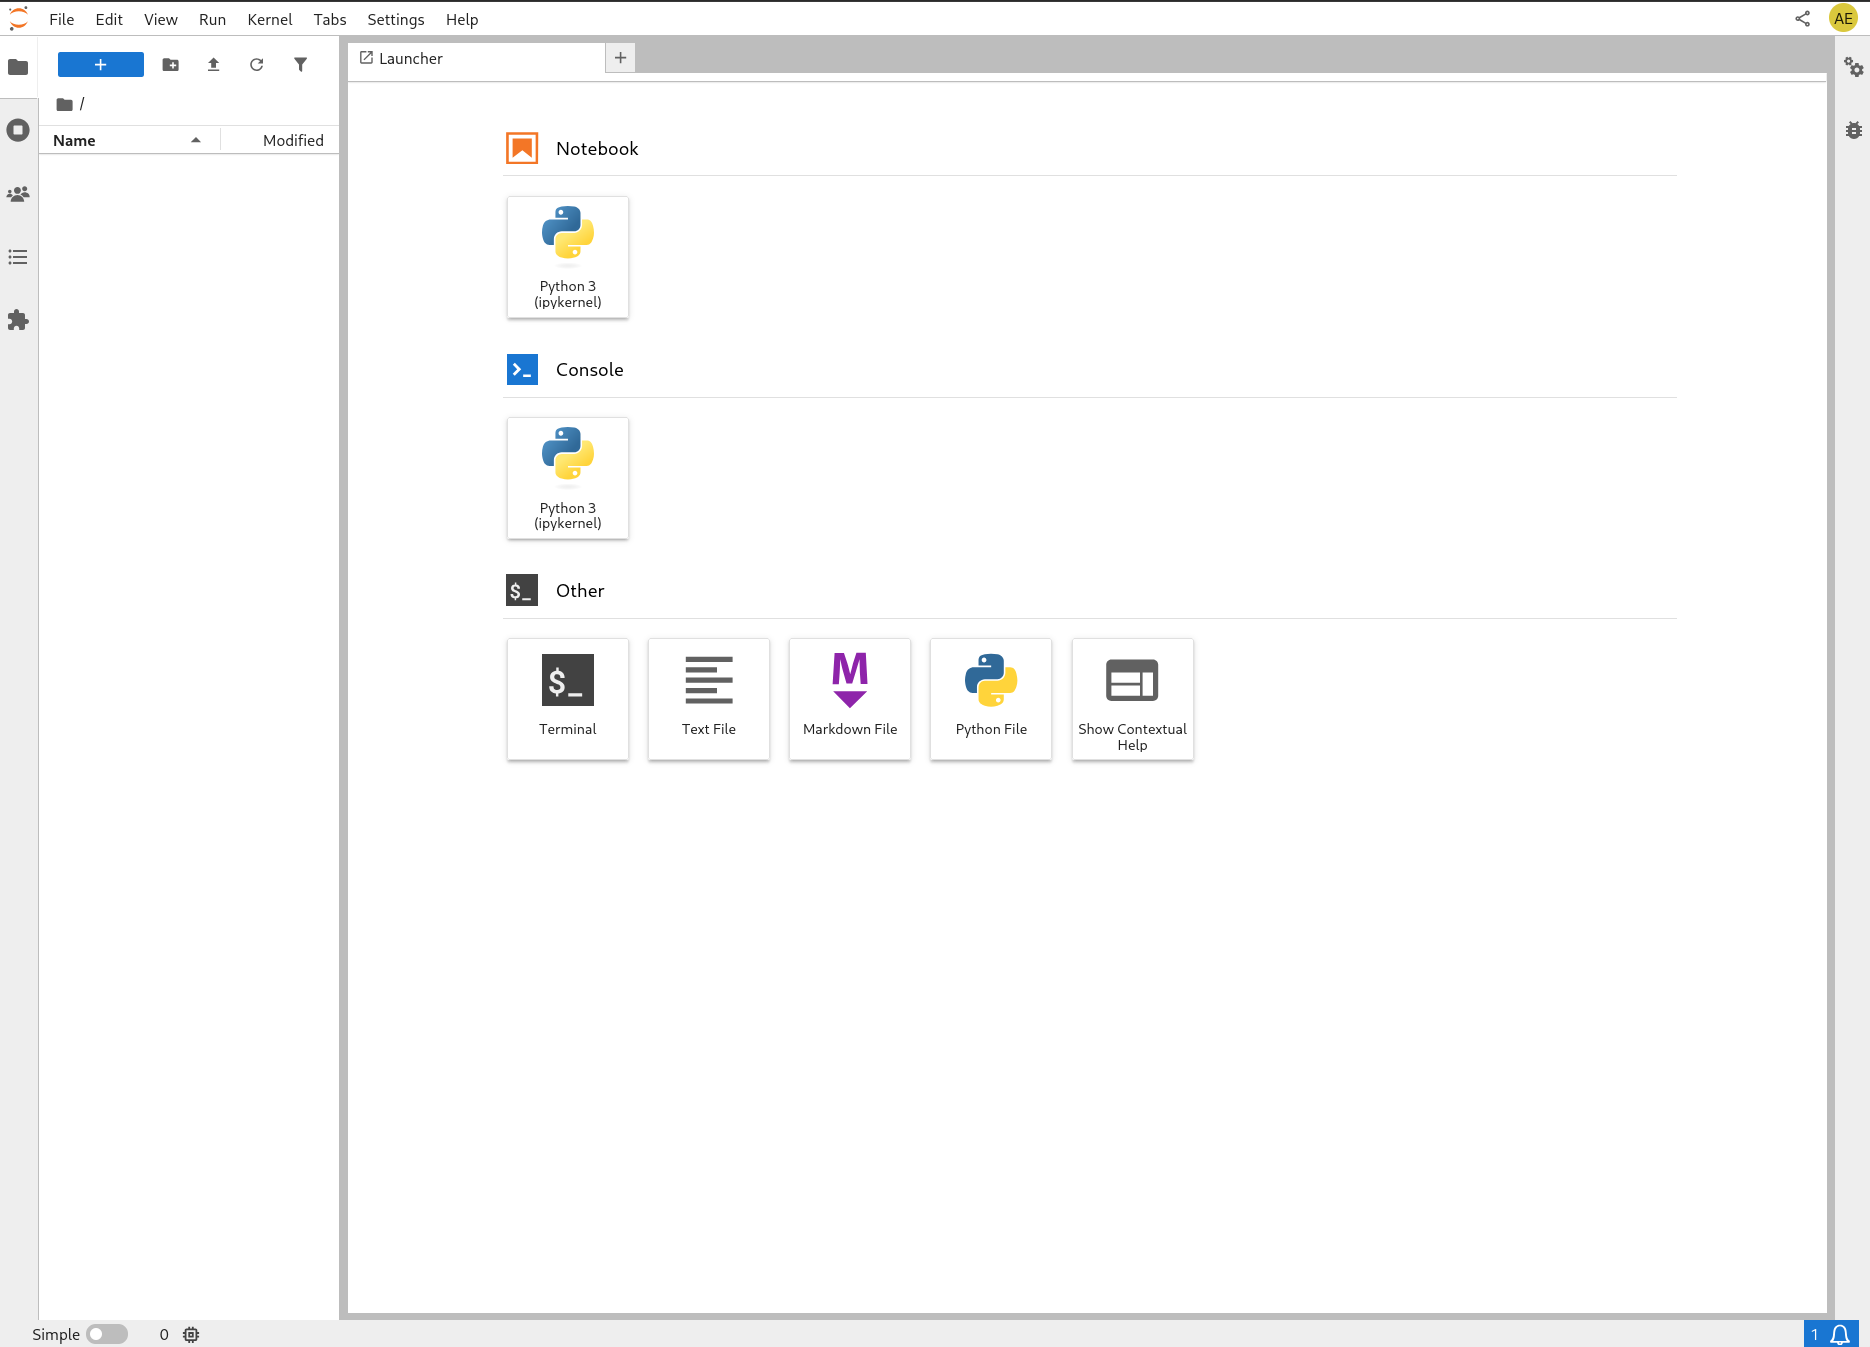 File Edit View Run Kernel Tabs Settings Help
AE
Launcher
/
Name Modified
Notebook
Python 3
(ipykernel)
Console
Python 3
(ipykernel)
$_ Other
$_
Terminal
Text File
M
Markdown File
Python File
Show Contextual
Help
Simple 0 1